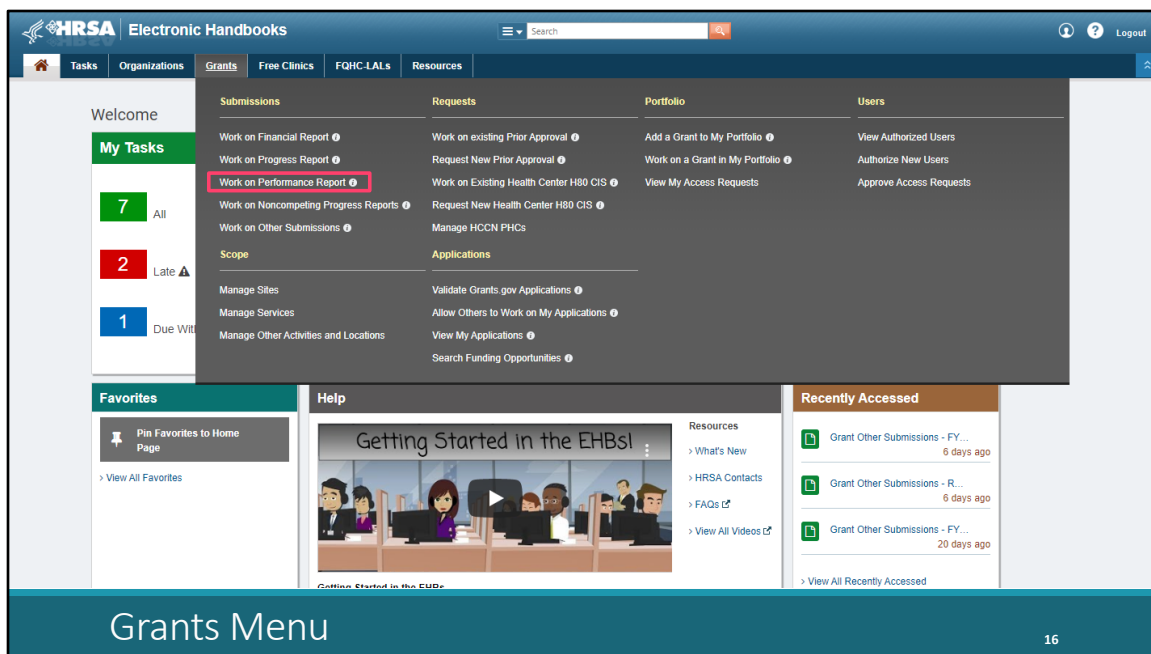 HRSA Electronic Handbooks
Search
Logout
Tasks Organizations Grants Free Clinics FQHC-LALs Resources
Welcome
My Tasks
7 All
2 Late
1 Due Wit
Submissions
Work on Financial Report
Work on Progress Report
Work on Performance Report
Work on Noncompeting Progress Reports
Work on Other Submissions
Requests
Work on existing Prior Approval
Request New Prior Approval
Work on Existing Health Center H80 CIS
Request New Health Center H80 CIS
Manage HCCN PHCs
Portfolio
Add a Grant to My Portfolio
Work on a Grant in My Portfolio
View My Access Requests
Users
View Authorized Users
Authorize New Users
Approve Access Requests
Scope
Manage Sites
Manage Services
Manage Other Activities and Locations
Applications
Validate Grants.gov Applications
Allow Others to Work on My Applications
View My Applications
Search Funding Opportunities
Favorites
Pin Favorites to Home
Page
> View All Favorites
Help
Getting Started in the EHBs!
Getting Started in the EHBs
Resources
> What's New
> HRSA Contacts
> FAQs
> View All Videos
Recently Accessed
Grant Other Submissions - FY...
6 days ago
Grant Other Submissions - R...
6 days ago
Grant Other Submissions - FY...
20 days ago
> View All Recently Accessed
Grants Menu
16